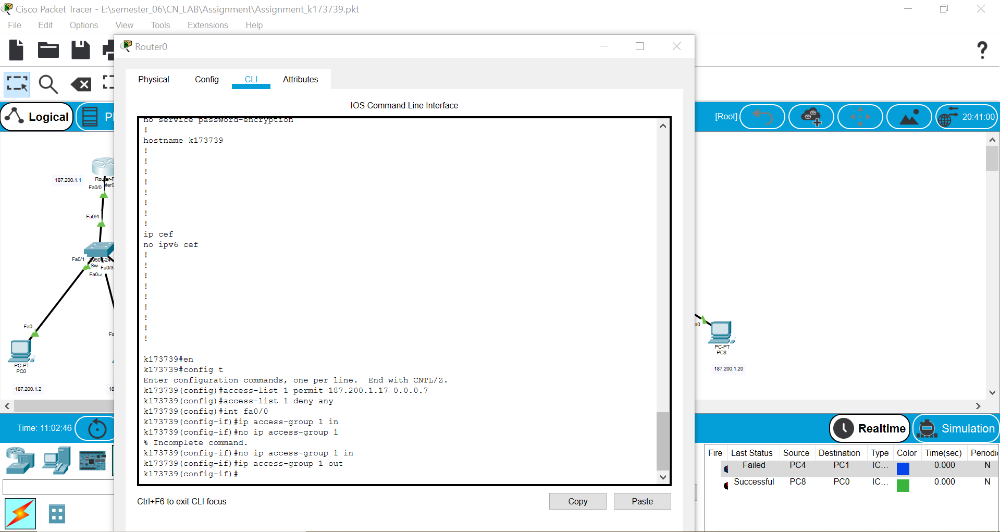 Cisco Packet Tracer - E:\semester_06\CN_LAB\Assignment\Assignment_k173739.pkt
File Edit Options View Tools Extensions Help
Router0
Physical Config CLI Attributes
IOS Command Line Interface
Logical
[Root]
20:41:00
no service password-encryption
!
hostname k173739
!
!
!
!
!
!
!
!
ip cef
no ipv6 cef
!
!
!
!
!
!
!
!
!
k173739#en
k173739#config t
Enter configuration commands, one per line.  End with CNTL/Z.
k173739(config)#access-list 1 permit 187.200.1.17 0.0.0.7
k173739(config)#access-list 1 deny any
k173739(config)#int fa0/0
k173739(config-if)#ip access-group 1 in
k173739(config-if)#no ip access-group 1
% Incomplete command.
k173739(config-if)#no ip access-group 1 in
k173739(config-if)#ip access-group 1 out
k173739(config-if)#
Ctrl+F6 to exit CLI focus
Copy
Paste
187.200.1.1
Fa0/0
Fa0/4
Fa0/1
Fa0/3
Fa0/2
Fa0
PC-PT
PC0
187.200.1.2
18
PC-PT
PC8
187.200.1.20
Time: 11:02:46
Realtime
Simulation
Fire Last Status Source Destination Type Color Time(sec) Periodic
Failed PC4 PC1 IC... 0.000 N
Successful PC8 PC0 IC... 0.000 N